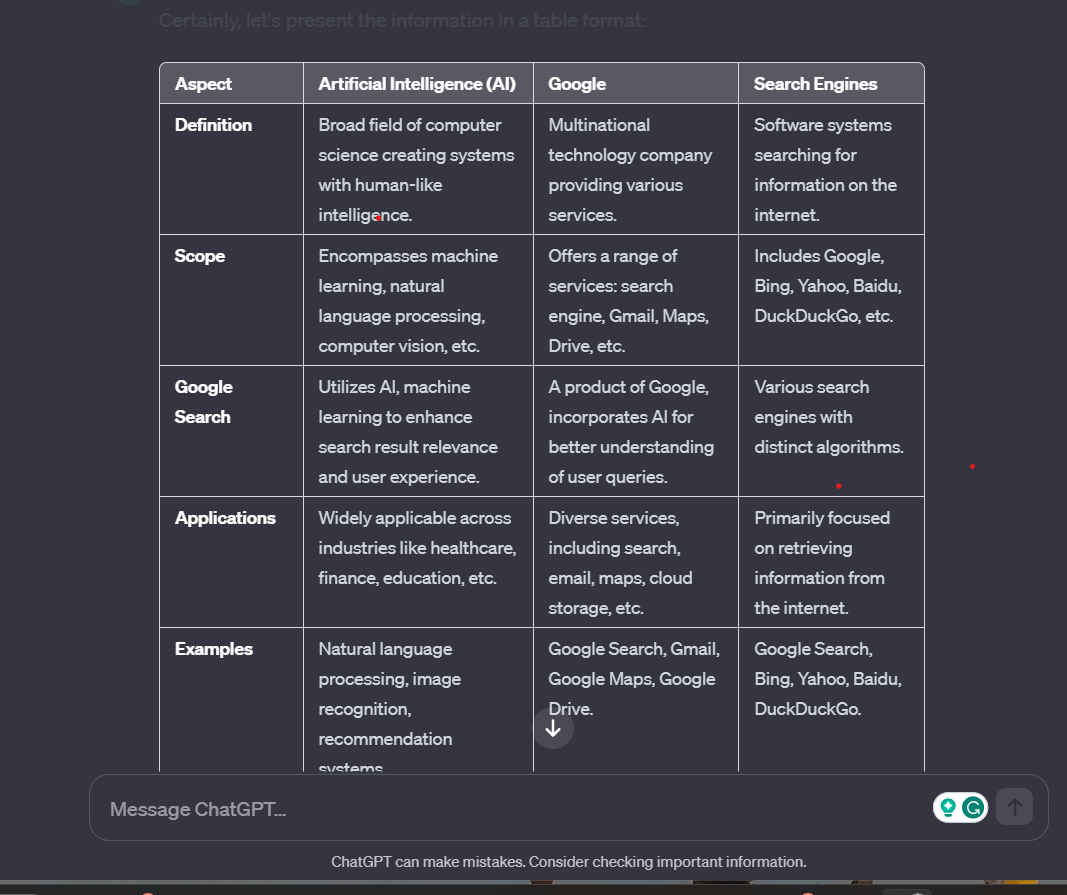 Certainly, let's present the information in a table format:
Aspect
Artificial Intelligence (AI)
Google
Search Engines
Definition
Broad field of computer
science creating systems
with human-like
intelligence.
Multinational
technology company
providing various
services.
Software systems
searching for
information on the
internet.
Scope
Encompasses machine
learning, natural
language processing,
computer vision, etc.
Offers a range of
services: search
engine, Gmail, Maps,
Drive, etc.
Includes Google,
Bing, Yahoo, Baidu,
DuckDuckGo, etc.
Google
Search
Utilizes AI, machine
learning to enhance
search result relevance
and user experience.
A product of Google,
incorporates AI for
better understanding
of user queries.
Various search
engines with
distinct algorithms.
Applications
Widely applicable across
industries like healthcare,
finance, education, etc.
Diverse services,
including search,
email, maps, cloud
storage, etc.
Primarily focused
on retrieving
information from
the internet.
Examples
Natural language
processing, image
recognition,
recommendation
systems
Google Search, Gmail,
Google Maps, Google
Drive.
Google Search,
Bing, Yahoo, Baidu,
DuckDuckGo.
Message ChatGPT...
ChatGPT can make mistakes. Consider checking important information.